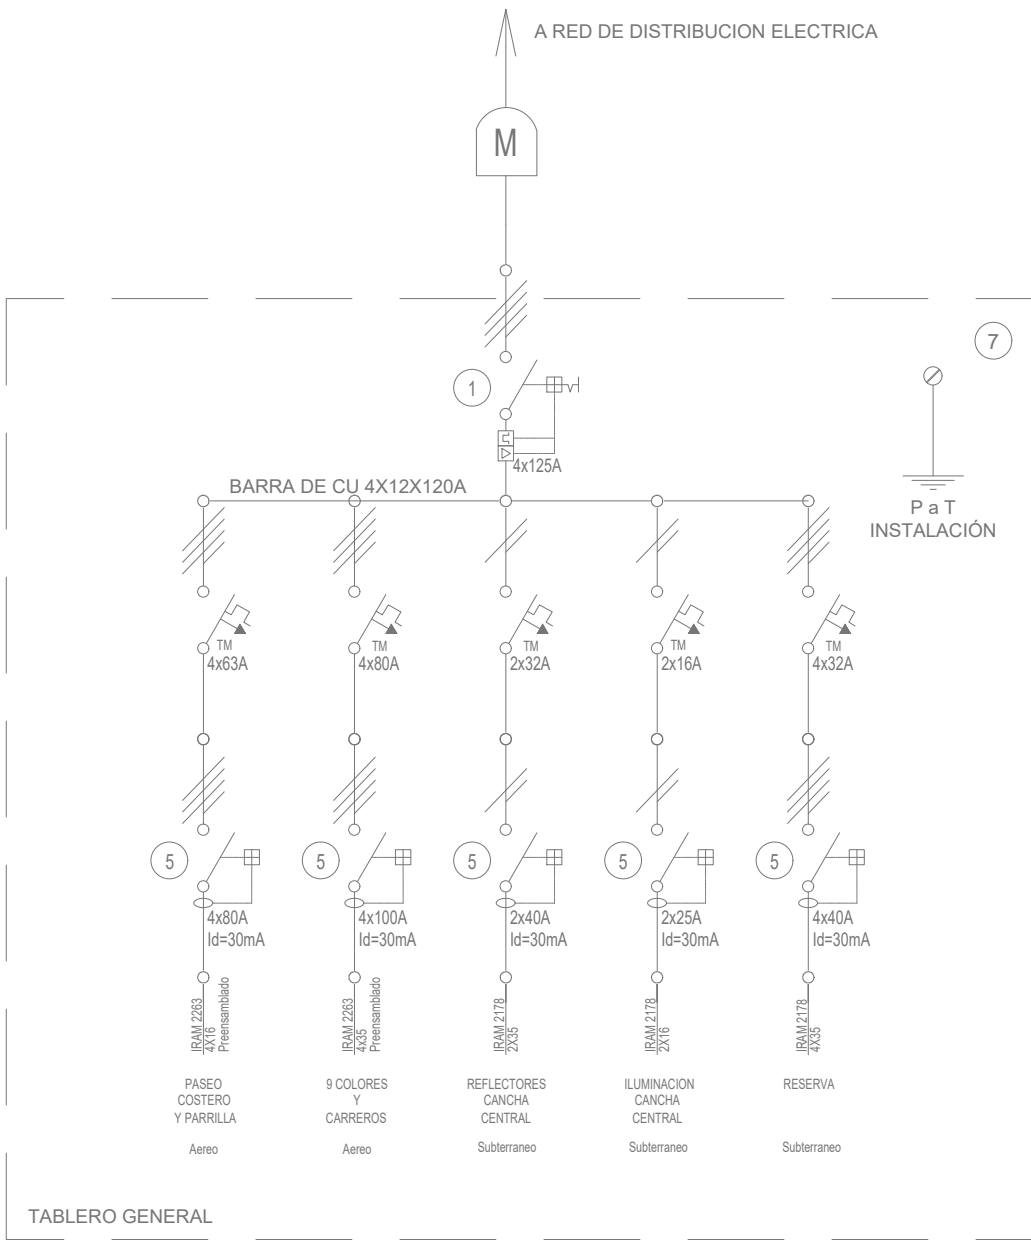 A RED DE DISTRIBUCION ELECTRICA
M
7
1
4x125A
BARRA DE CU 4X12X120A
P a T
INSTALACIÓN
TM
4x63A
TM
4x80A
TM
2x32A
TM
2x16A
TM
4x32A
5
4x80A
Id=30mA
5
4x100A
Id=30mA
5
2x40A
Id=30mA
5
2x25A
Id=30mA
5
4x40A
Id=30mA
IRAM 2263
4X16
Preensamblado
IRAM 2263
4x35
Preensamblado
IRAM 2178
2X35
IRAM 2178
2X16
IRAM 2178
4X35
PASEO
COSTERO
Y PARRILLA
Aereo
9 COLORES
Y
CARREROS
Aereo
REFLECTORES
CANCHA
CENTRAL
Subterraneo
ILUMINACION
CANCHA
CENTRAL
Subterraneo
RESERVA
Subterraneo
TABLERO GENERAL